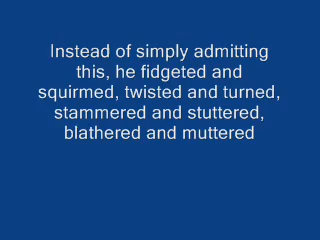 Instead of simply admitting
this, he fidgeted and
squirmed, twisted and turned,
stammered and stuttered,
blathered and muttered